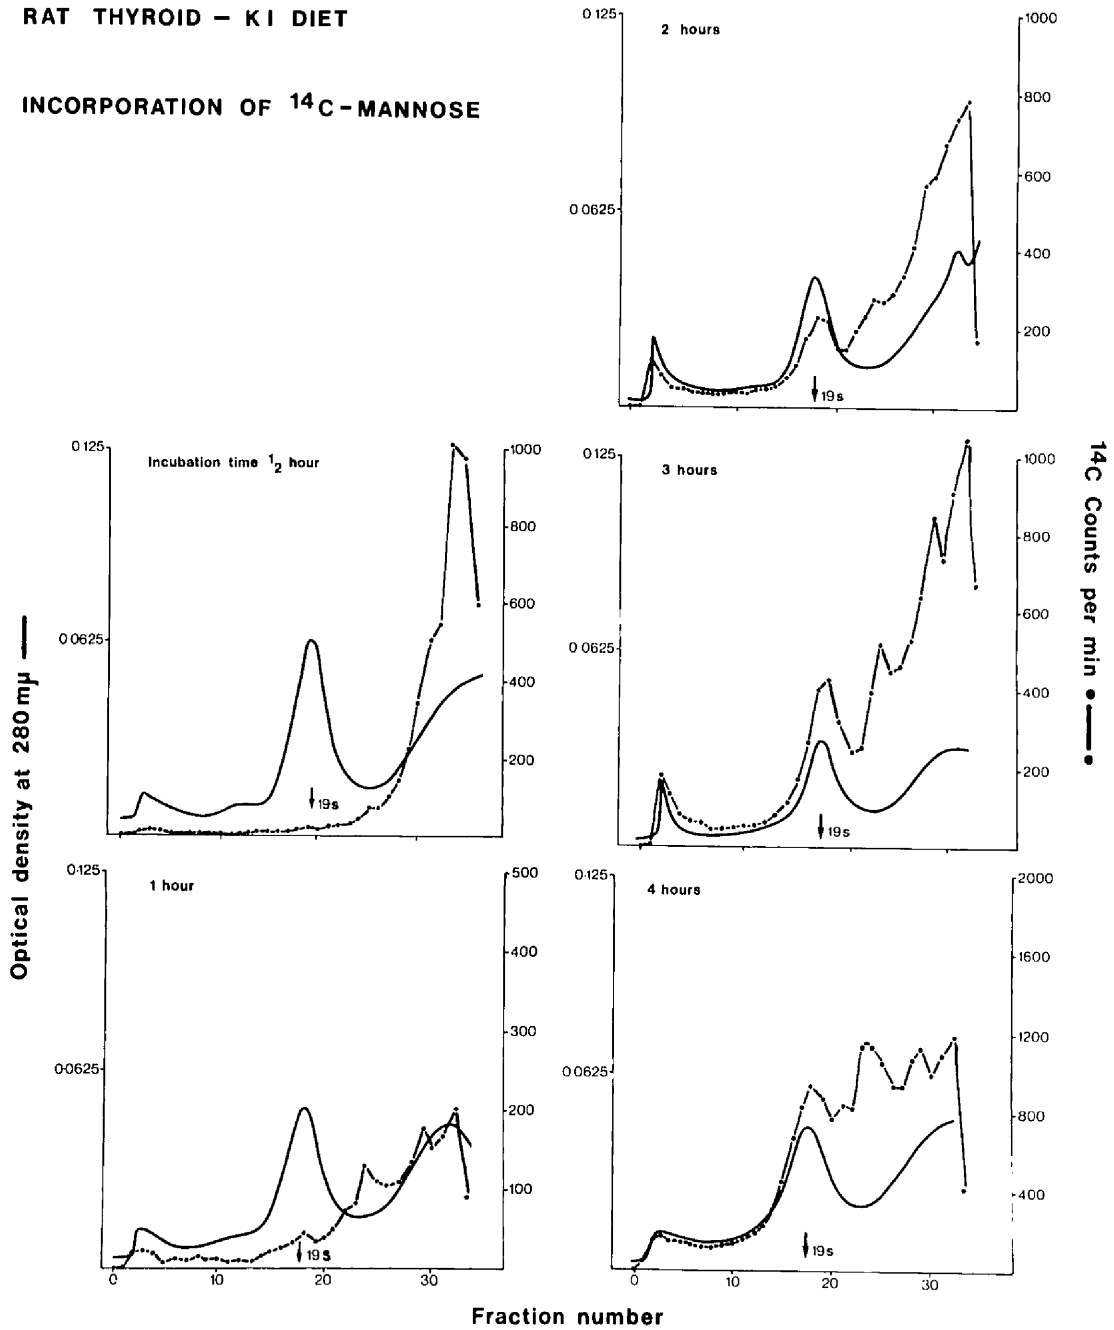 RAT THYROID – KI DIET
INCORPORATION OF 14C-MANNOSE
2 hours
0.125
0 0625
1000
800
600
400
200
19s
Incubation time 1/2 hour
0.125
0 0625
1000
800
600
400
200
19s
3 hours
0.125
0 0625
1000
800
600
400
200
19s
1 hour
0.125
0.0625
500
400
300
200
100
19s
0 10 20 30
4 hours
0.125
0.0625
2000
1600
1200
800
400
19s
0 10 20 30
Optical density at 280mμ
14C Counts per min
Fraction number